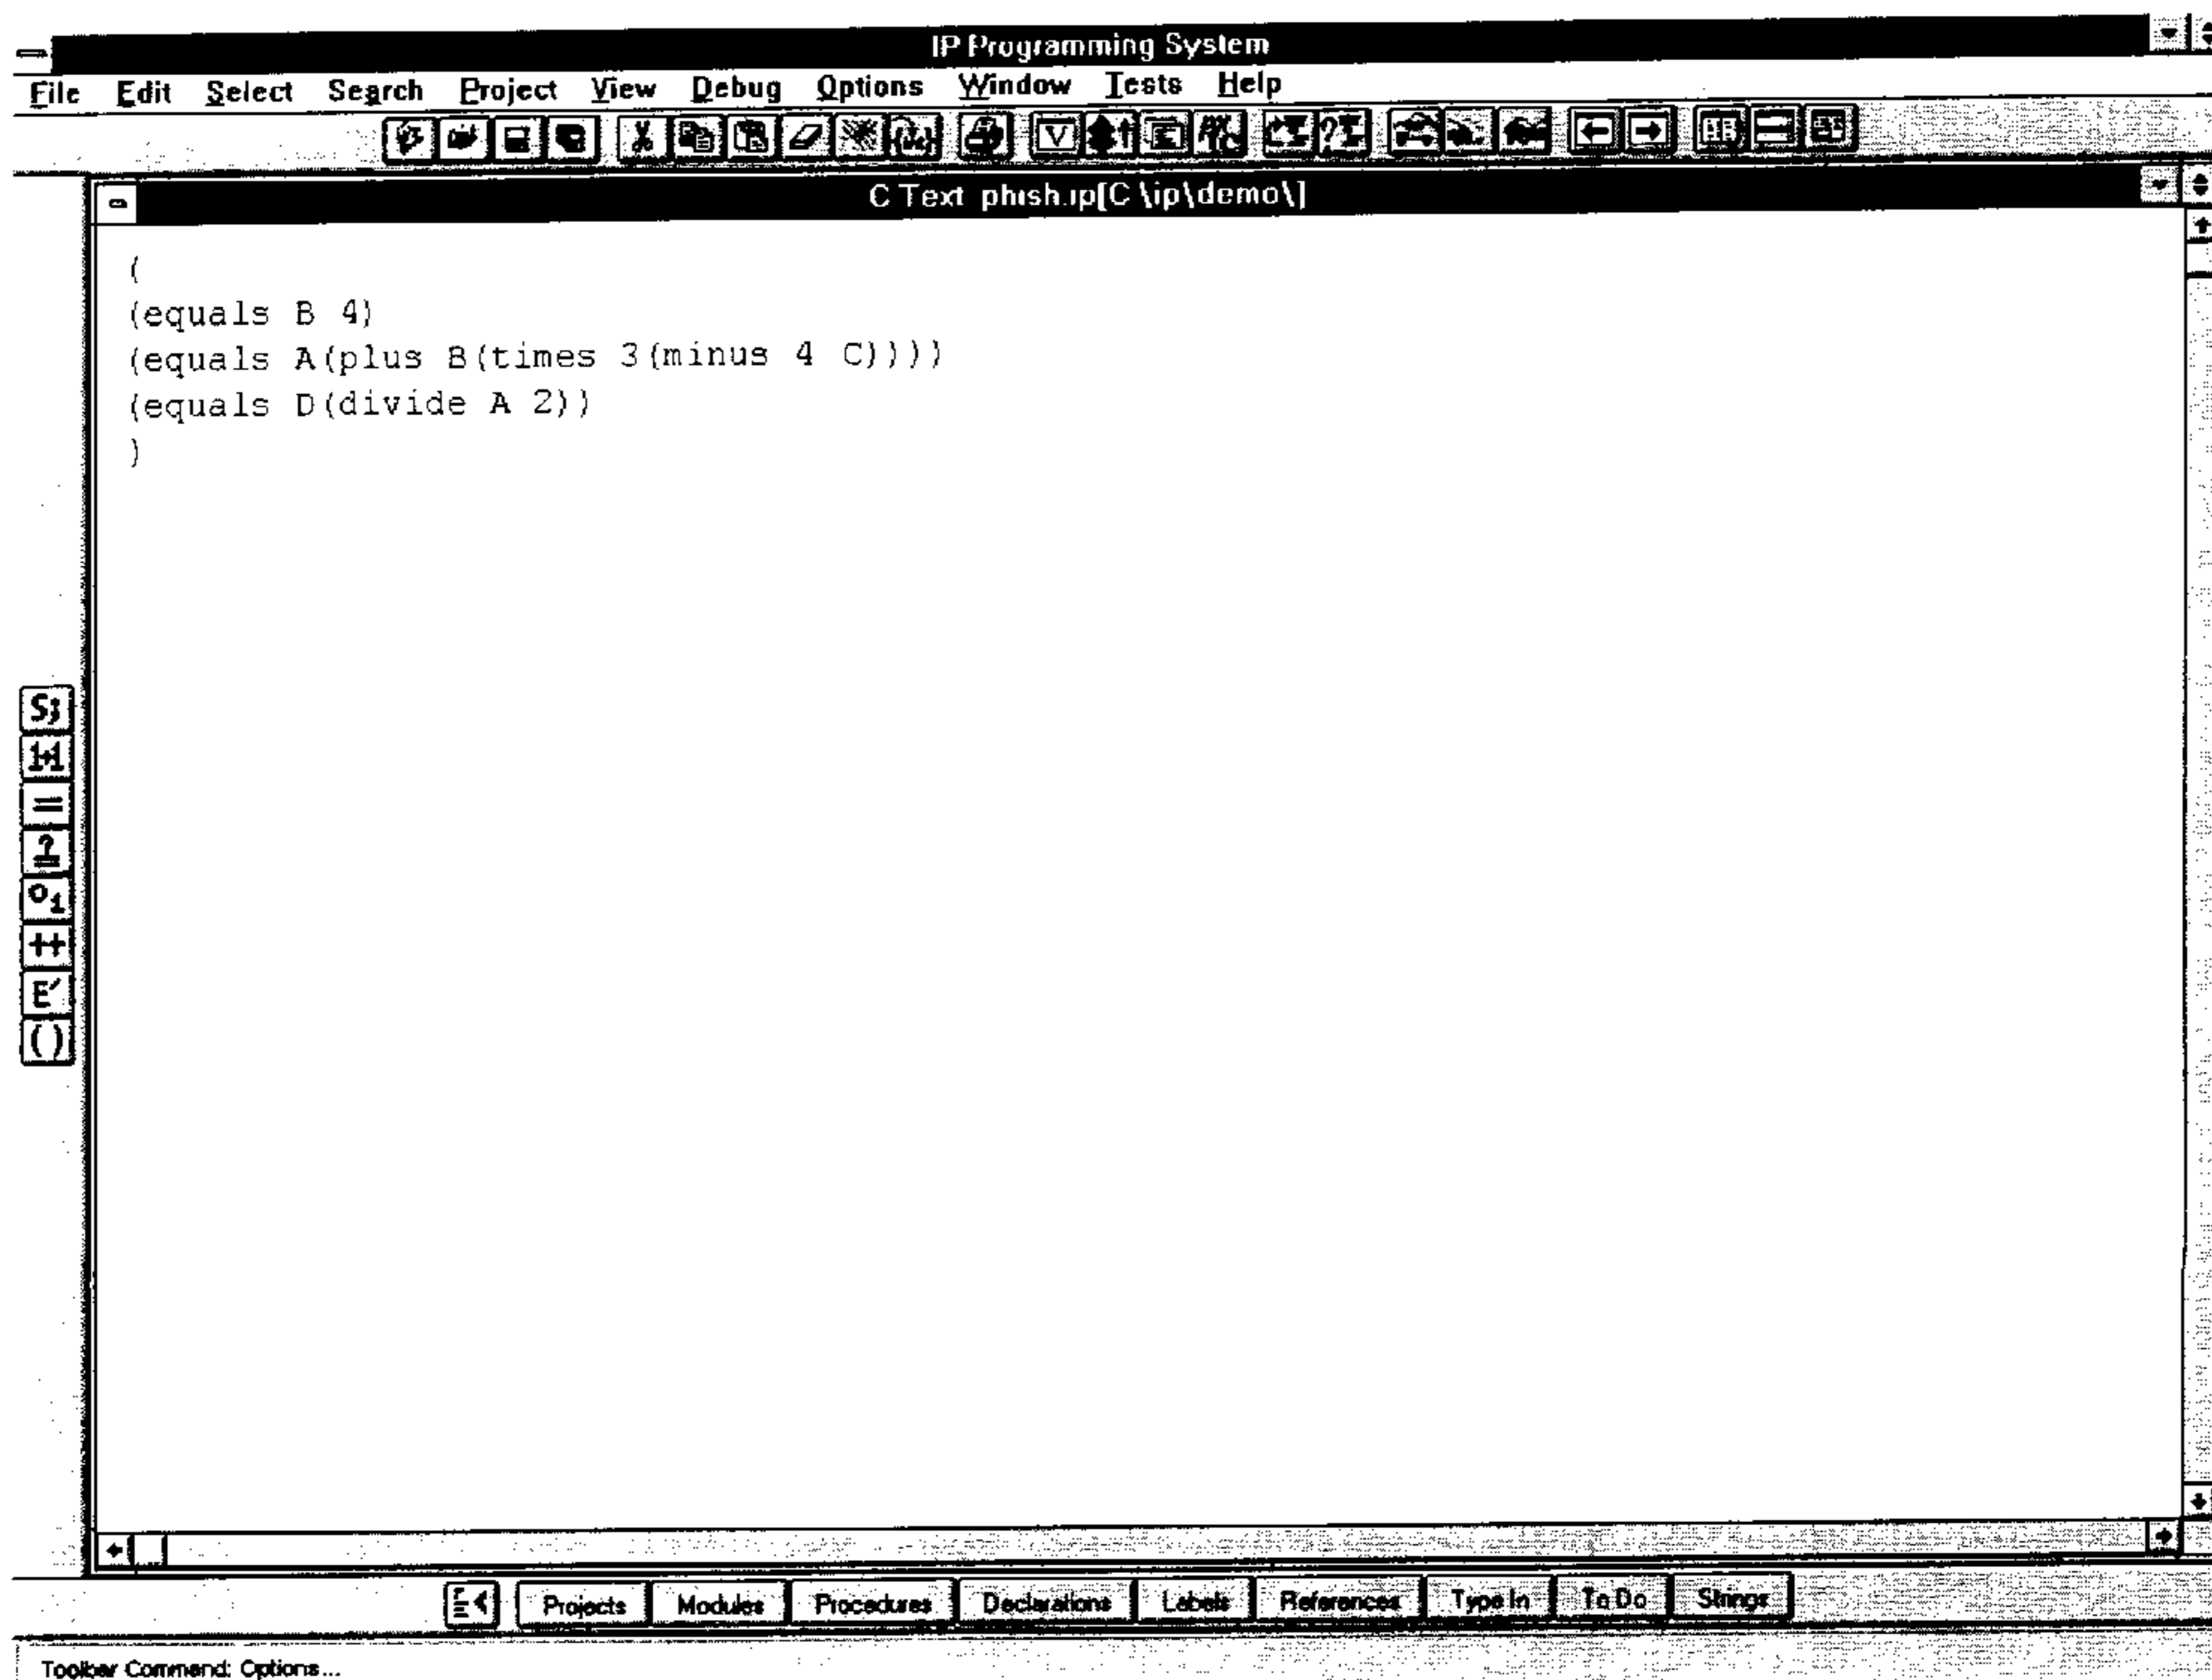 IP Programming System
File Edit Select Search Project View Debug Options Window Tests Help
C Text phish.ip[C \ip\demo\]
(
(equals B 4)
(equals A(plus B(times 3(minus 4 C))))
(equals D(divide A 2))
)
S;
=
++
E'
()
Projects Modules Procedures Declarations Labels References Type In To Do Strings
Toolbar Command: Options...